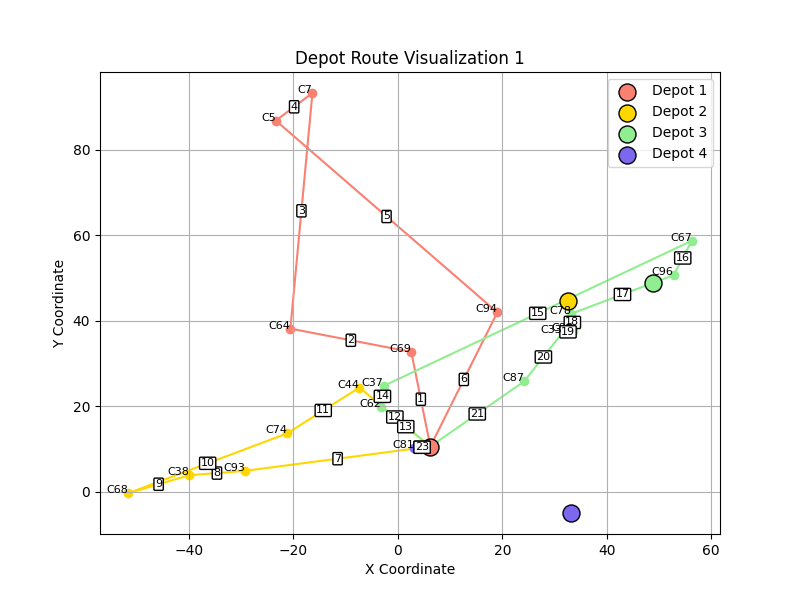 Depot Route Visualization 1
Depot 1
Depot 2
Depot 3
Depot 4
C7
4
C5
3
5
C67
16
C96
17
C94
C78
15
18
C64
19
2
C69
20
6
C87
C44
C37
1
14
C62
11
12
21
13
C74
C81
23
7
10
C38
8
C93
9
C68
80
60
40
20
0
−40
−20
0
20
40
60
Y Coordinate
X Coordinate